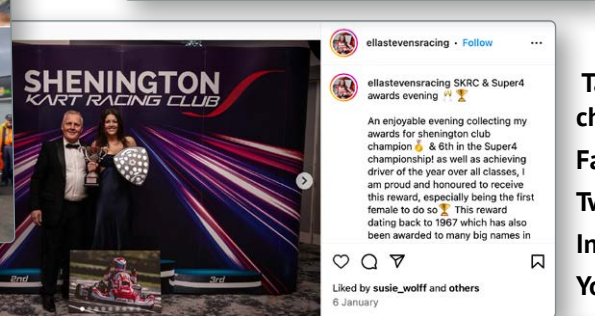 SHENINGTON
KART RACING CLUB
2nd
3rd
ellastevensracing • Follow
ellastevensracing SKRC & Super4
awards evening 🥂🏆
An enjoyable evening collecting my
awards for shenington club
champion🥇 & 6th in the Super4
championship! as well as achieving
driver of the year over all classes, I
am proud and honoured to receive
this reward, especially being the first
female to do so🏆 This reward
dating back to 1967 which has also
been awarded to many big names in
Liked by susie_wolff and others
6 January
Ta
ch
Fa
Tv
In
Yo